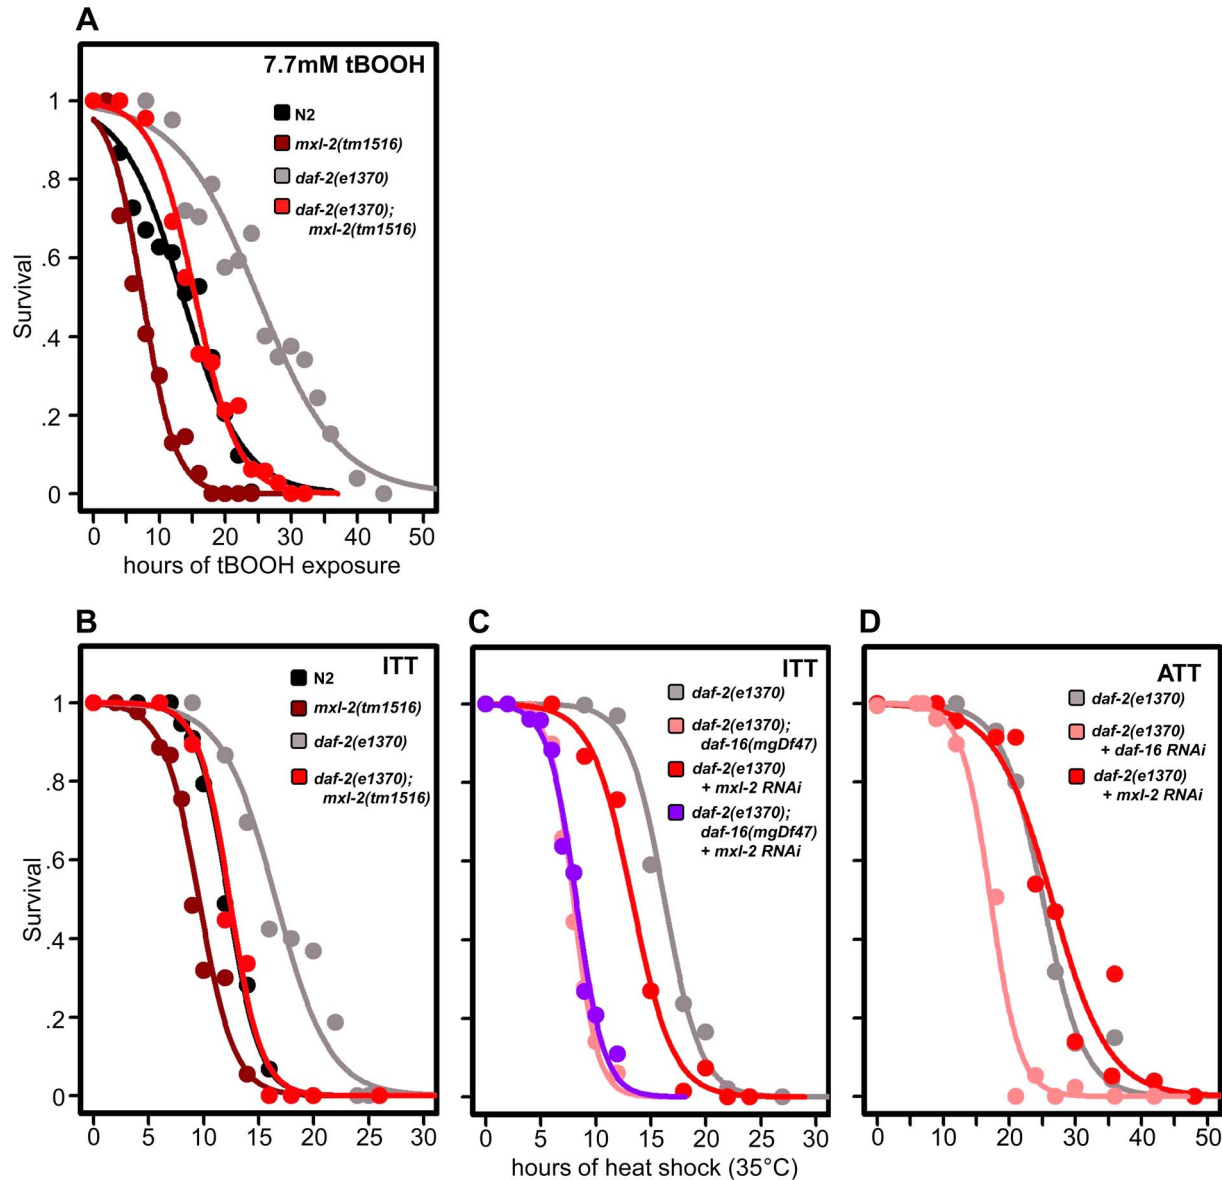 A
7.7mM tBOOH
N2
mxl-2(tm1516)
daf-2(e1370)
daf-2(e1370);
mxl-2(tm1516)
Survival
1
.8
.6
.4
.2
0
0 10 20 30 40 50
hours of tBOOH exposure
B
ITT
N2
mxl-2(tm1516)
daf-2(e1370)
daf-2(e1370);
mxl-2(tm1516)
Survival
1
.8
.6
.4
.2
0
0 5 10 15 20 25 30
C
ITT
daf-2(e1370)
daf-2(e1370);
daf-16(mgDf47)
daf-2(e1370)
+ mxl-2 RNAi
daf-2(e1370);
daf-16(mgDf47)
+ mxl-2 RNAi
0 5 10 15 20 25 30
hours of heat shock (35°C)
D
ATT
daf-2(e1370)
daf-2(e1370)
+ daf-16 RNAi
daf-2(e1370)
+ mxl-2 RNAi
0 10 20 30 40 50